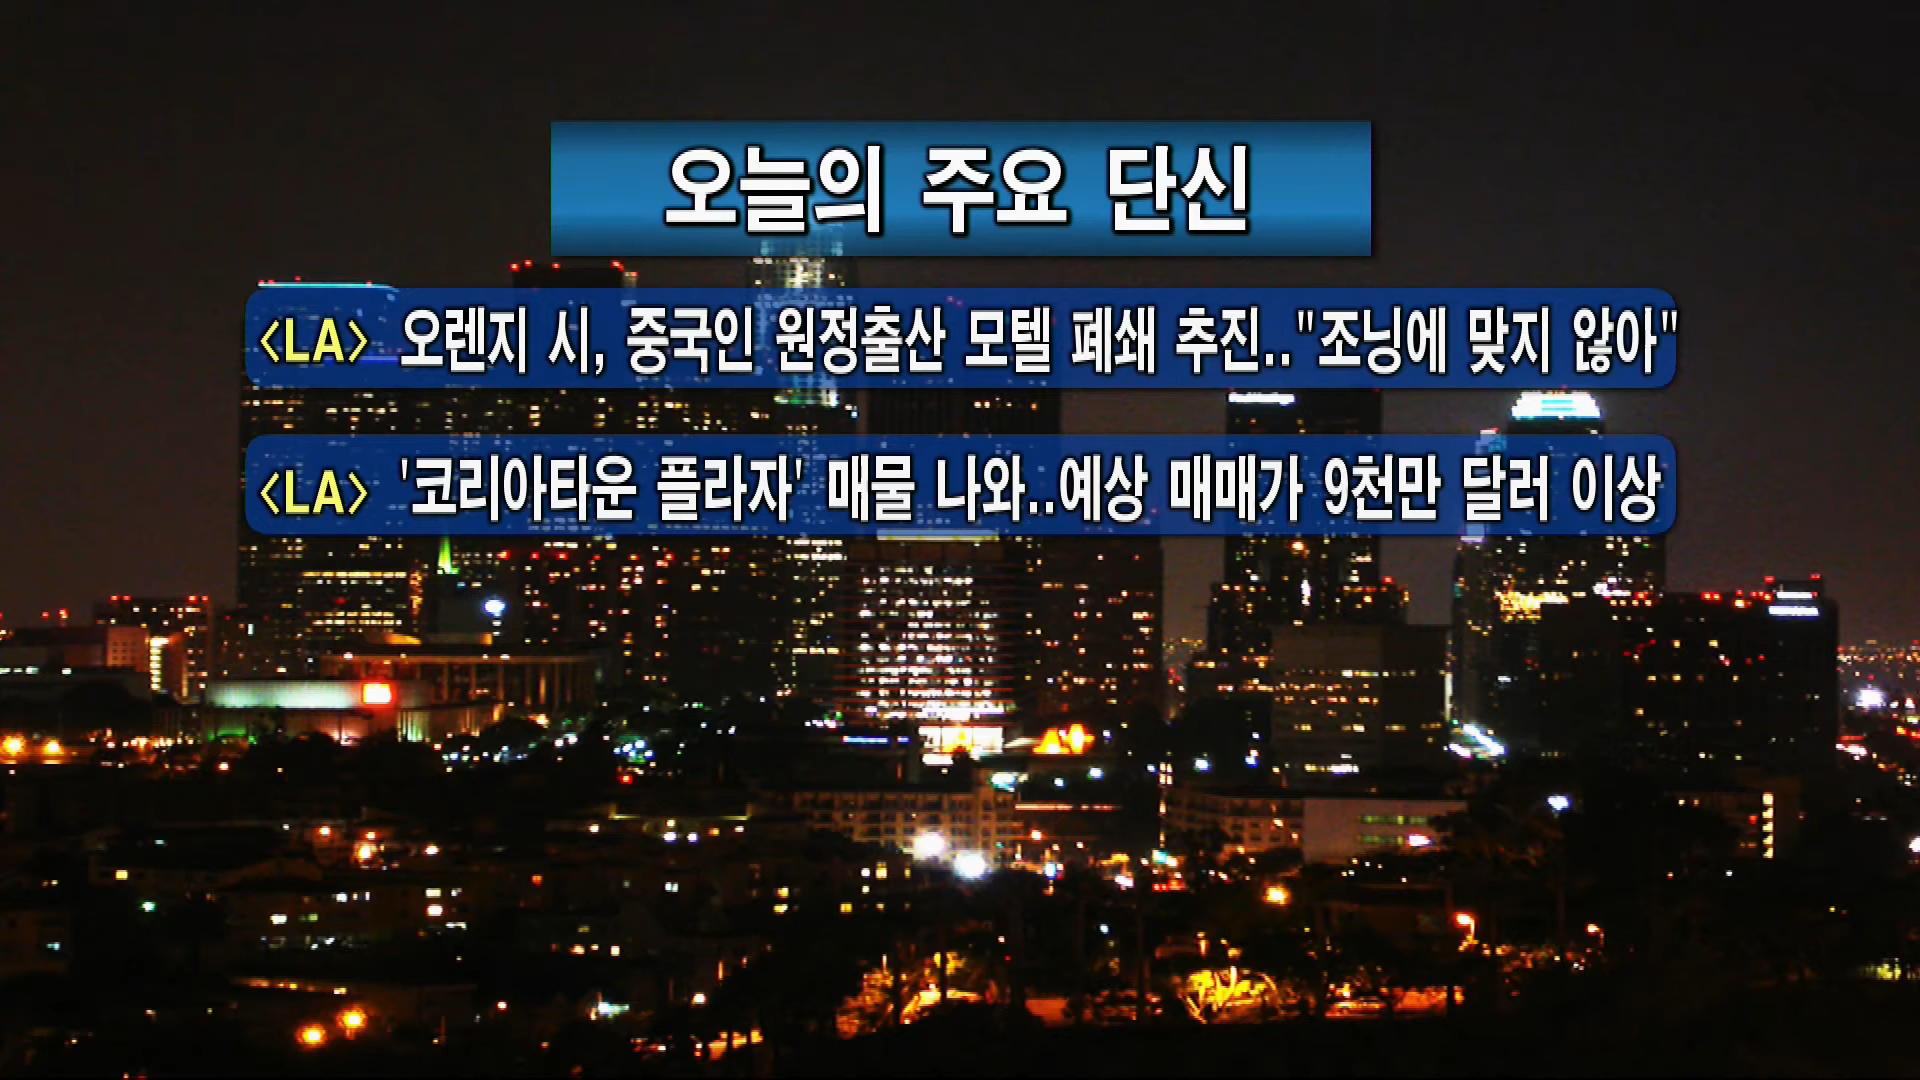 오늘의 주요 단신
<LA> 오렌지 시, 중국인 원정출산 모텔 폐쇄 추진.."조닝에 맞지 않아"
<LA> '코리아타운 플라자' 매물 나와..예상 매매가 9천만 달러 이상